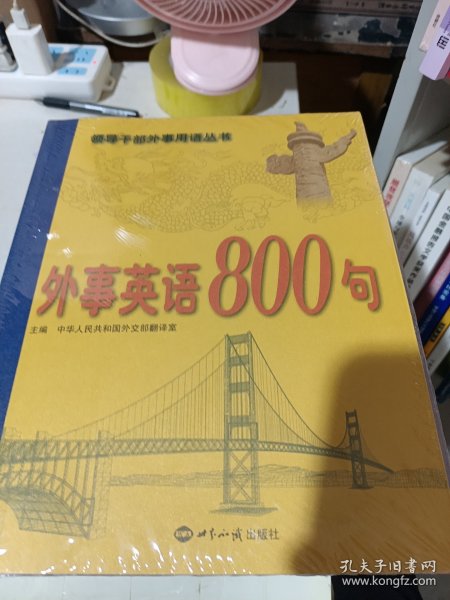 领导干部外事用语丛书
外事英语800句
主编 中华人民共和国外交部翻译室
世界知识出版社
孔夫子旧书网
www.kongfz.com